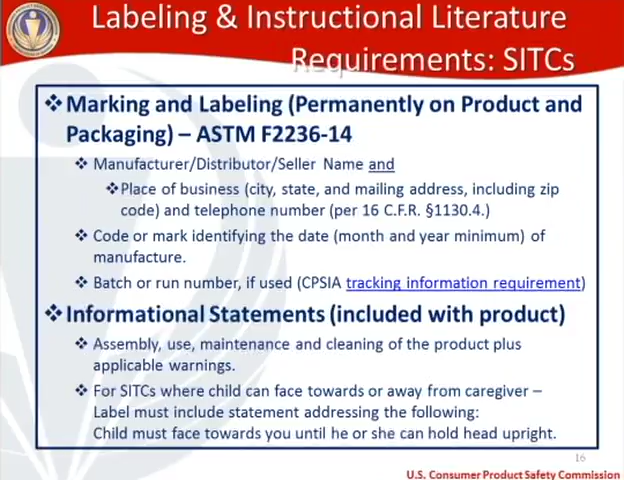 Labeling & Instructional Literature
Requirements: SITCs
❖Marking and Labeling (Permanently on Product and
Packaging) – ASTM F2236-14
❖ Manufacturer/Distributor/Seller Name and
❖Place of business (city, state, and mailing address, including zip
code) and telephone number (per 16 C.F.R. §1130.4.)
❖ Code or mark identifying the date (month and year minimum) of
manufacture.
❖ Batch or run number, if used (CPSIA tracking information requirement)
❖Informational Statements (included with product)
❖ Assembly, use, maintenance and cleaning of the product plus
applicable warnings.
❖ For SITCs where child can face towards or away from caregiver –
Label must include statement addressing the following:
Child must face towards you until he or she can hold head upright.
16
U.S. Consumer Product Safety Commission